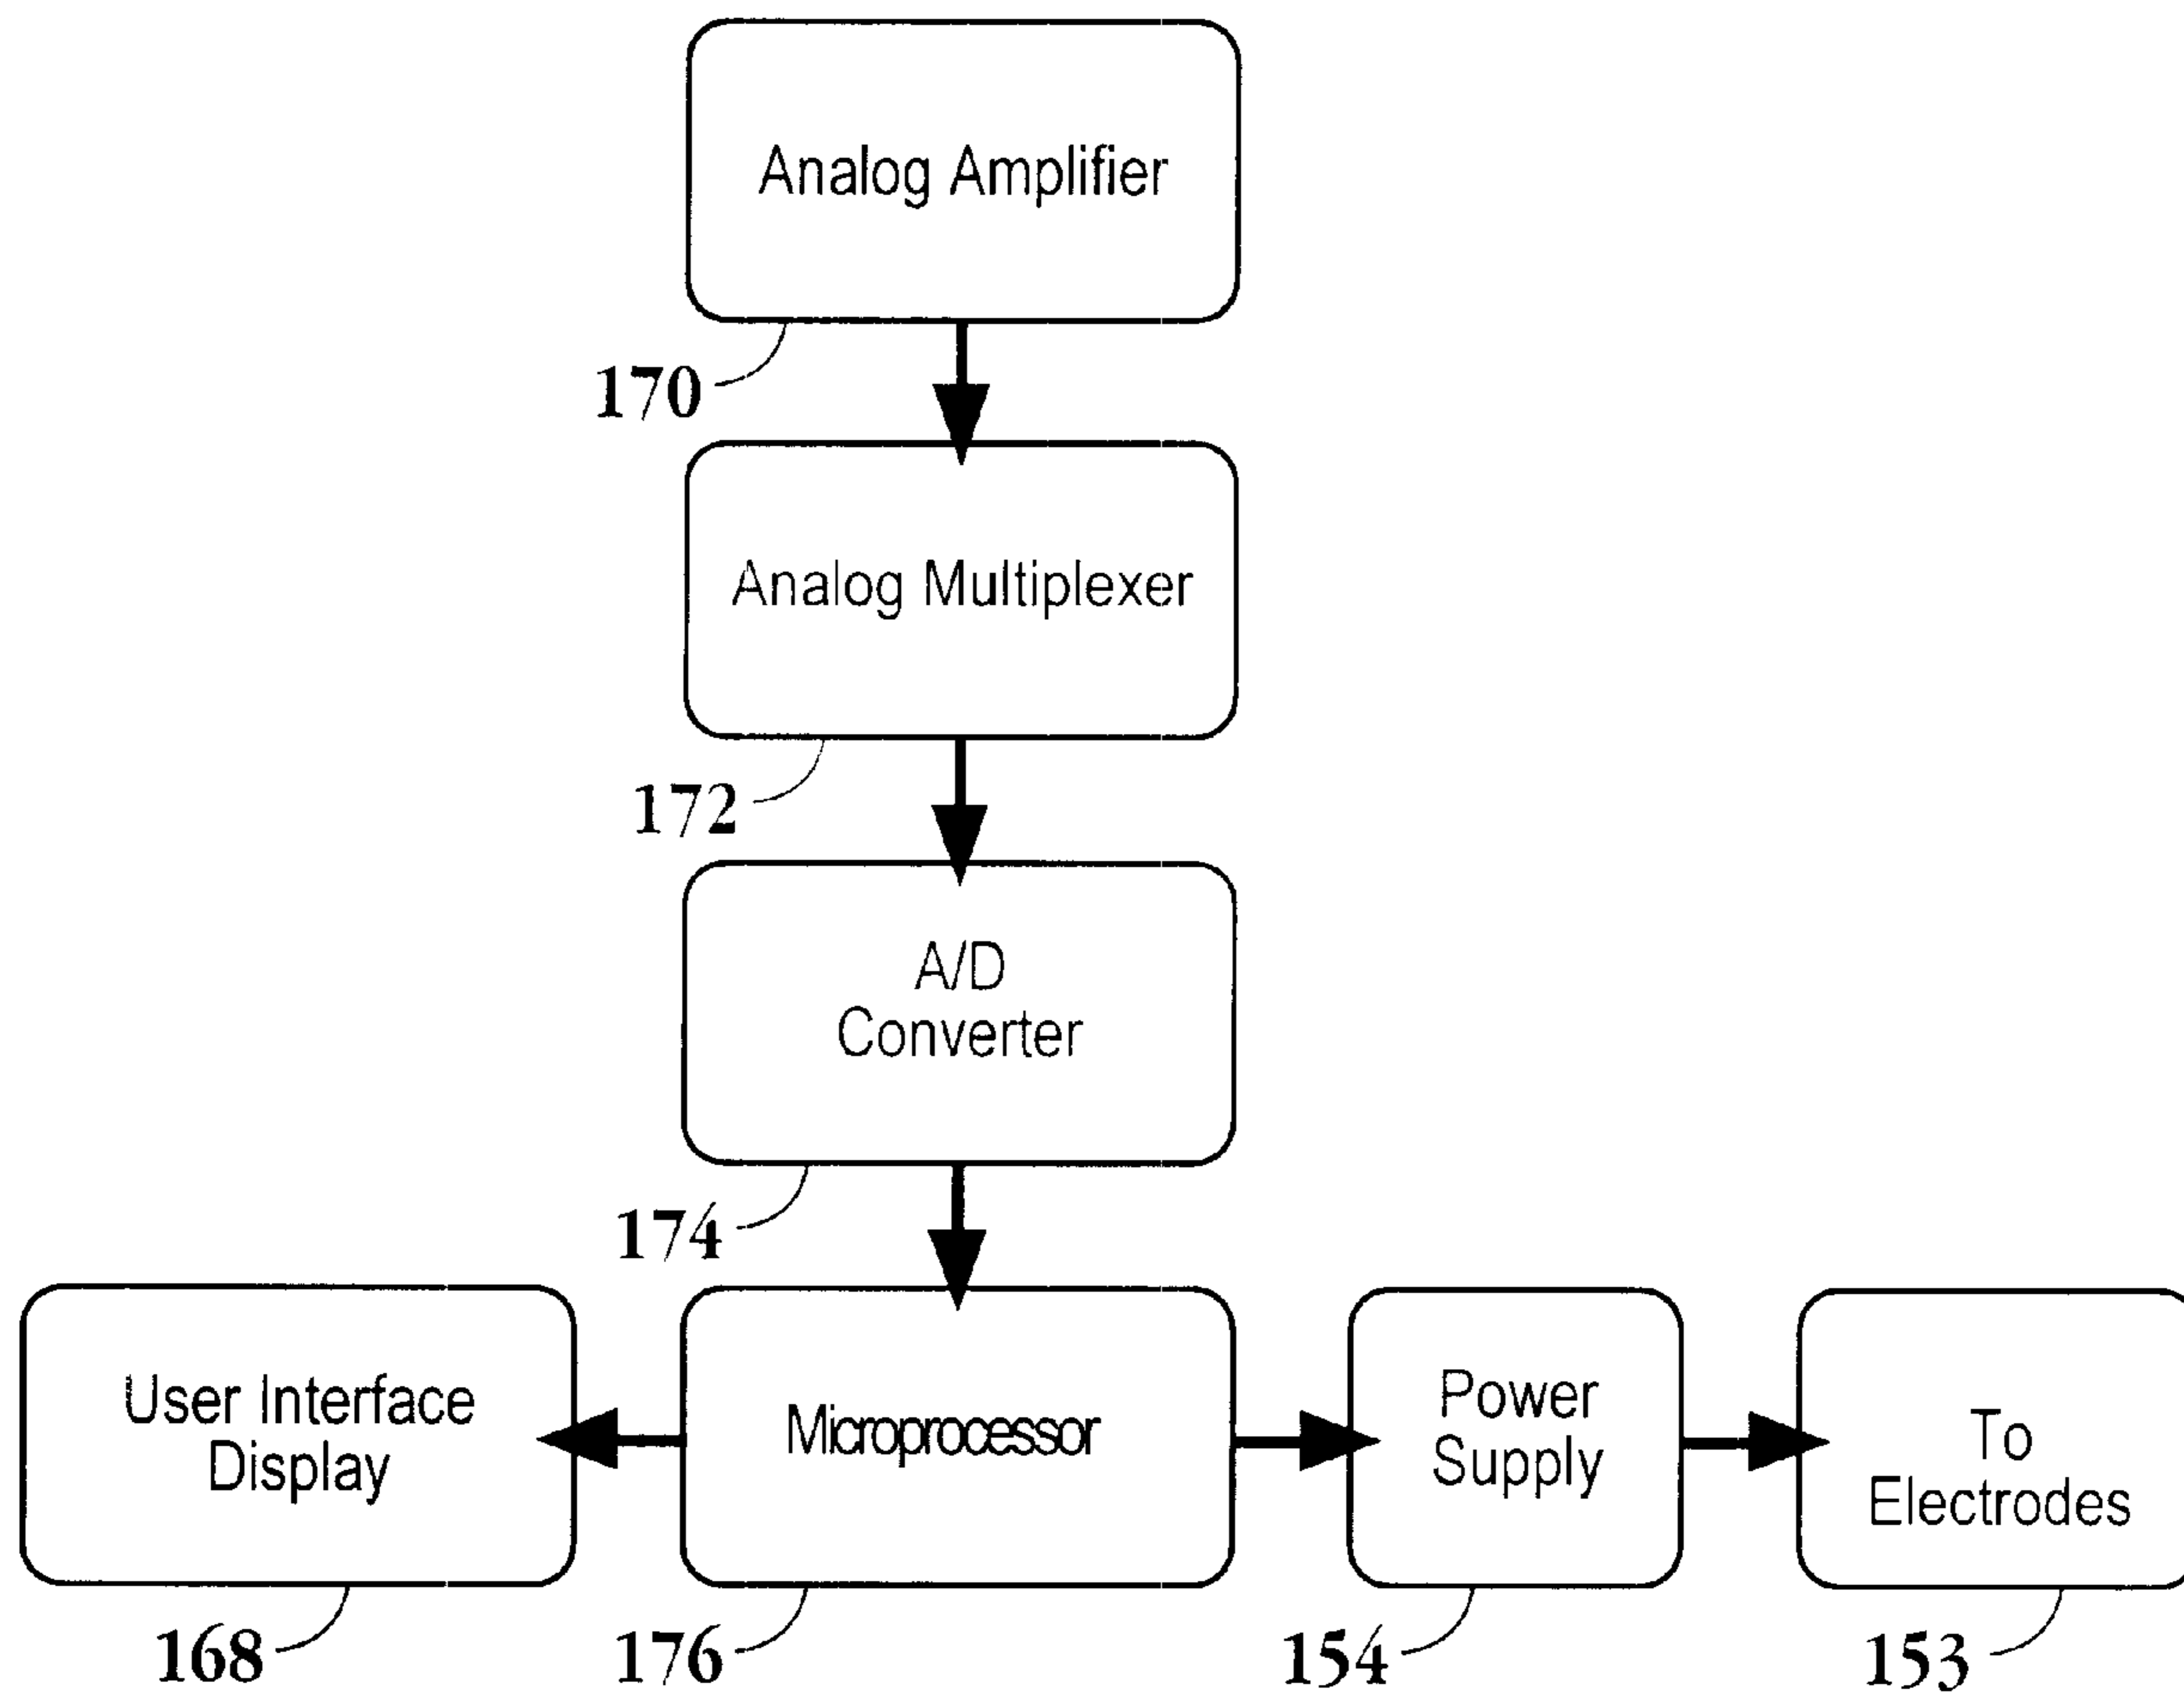 Analog Amplifier
170
Analog Multiplexer
172
A/D
Converter
174
User Interface
Display
168
Microprocessor
176
Power
Supply
154
To
Electrodes
153